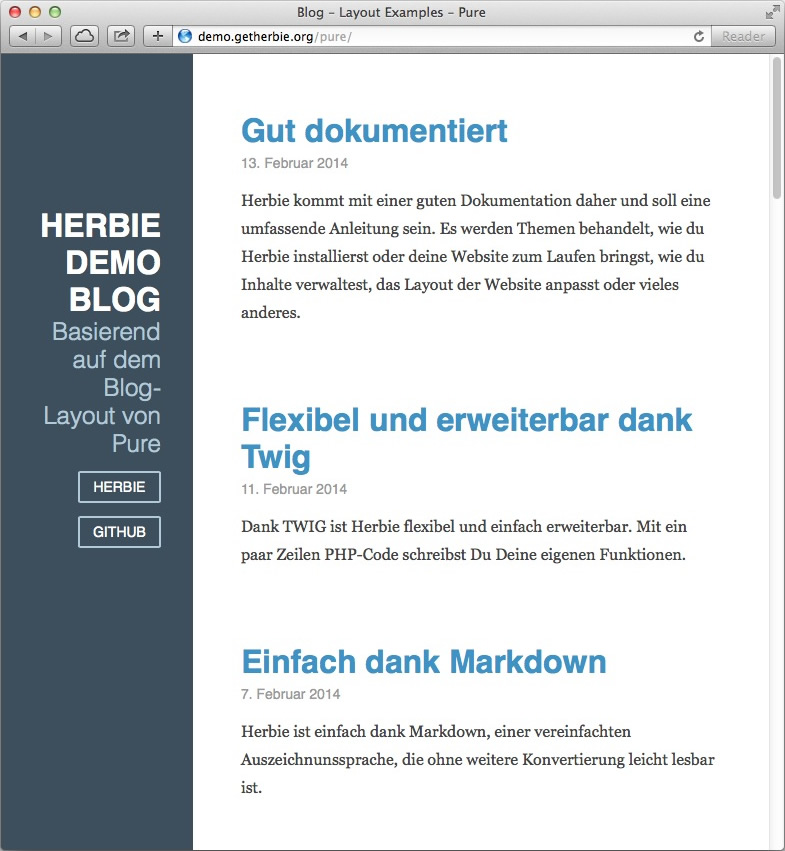 Blog – Layout Examples – Pure
demo.getherbie.org/pure/
Reader
HERBIE
DEMO
BLOG
Basierend
auf dem
Blog-
Layout von
Pure
HERBIE
GITHUB
Gut dokumentiert
13. Februar 2014
Herbie kommt mit einer guten Dokumentation daher und soll eine
umfassende Anleitung sein. Es werden Themen behandelt, wie du
Herbie installierst oder deine Website zum Laufen bringst, wie du
Inhalte verwaltest, das Layout der Website anpasst oder vieles
anderes.
Flexibel und erweiterbar dank
Twig
11. Februar 2014
Dank TWIG ist Herbie flexibel und einfach erweiterbar. Mit ein
paar Zeilen PHP-Code schreibst Du Deine eigenen Funktionen.
Einfach dank Markdown
7. Februar 2014
Herbie ist einfach dank Markdown, einer vereinfachten
Auszeichnunssprache, die ohne weitere Konvertierung leicht lesbar
ist.